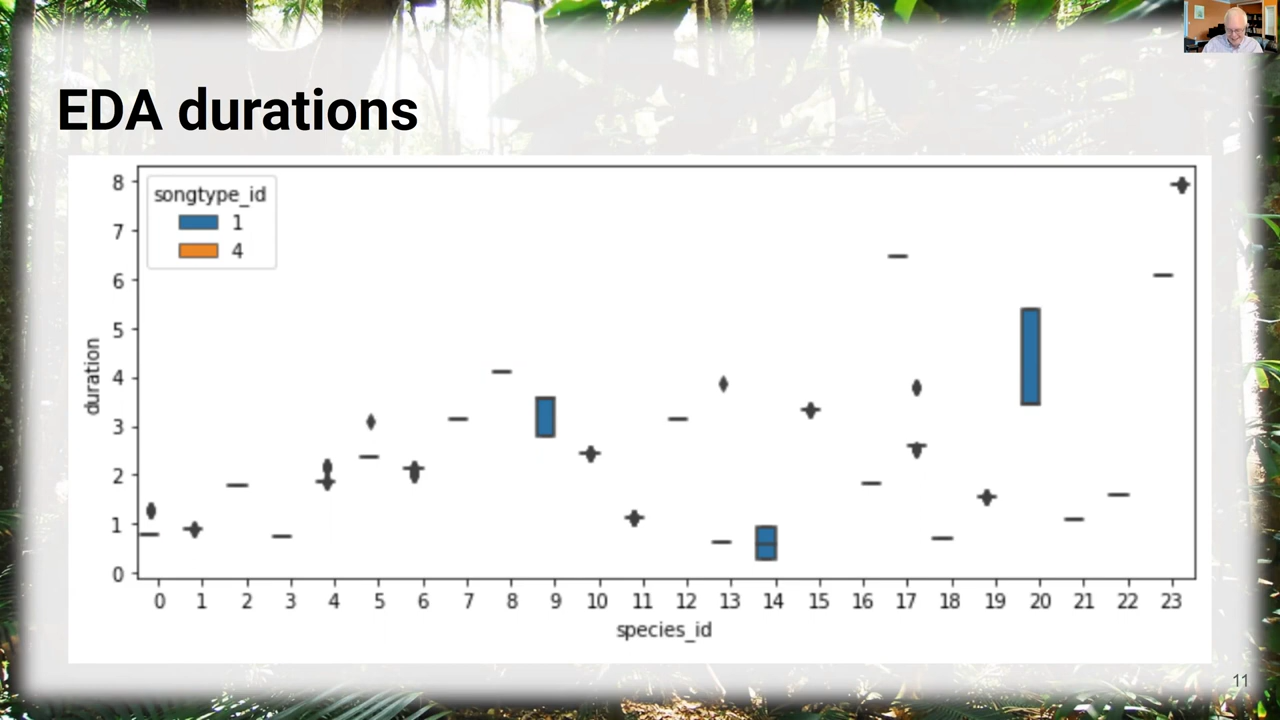 EDA durations
songtype_id
1
4
8
7
6
5
4
3
2
1
0
duration
0 1 2 3 4 5 6 7 8 9 10 11 12 13 14 15 16 17 18 19 20 21 22 23
species_id
11